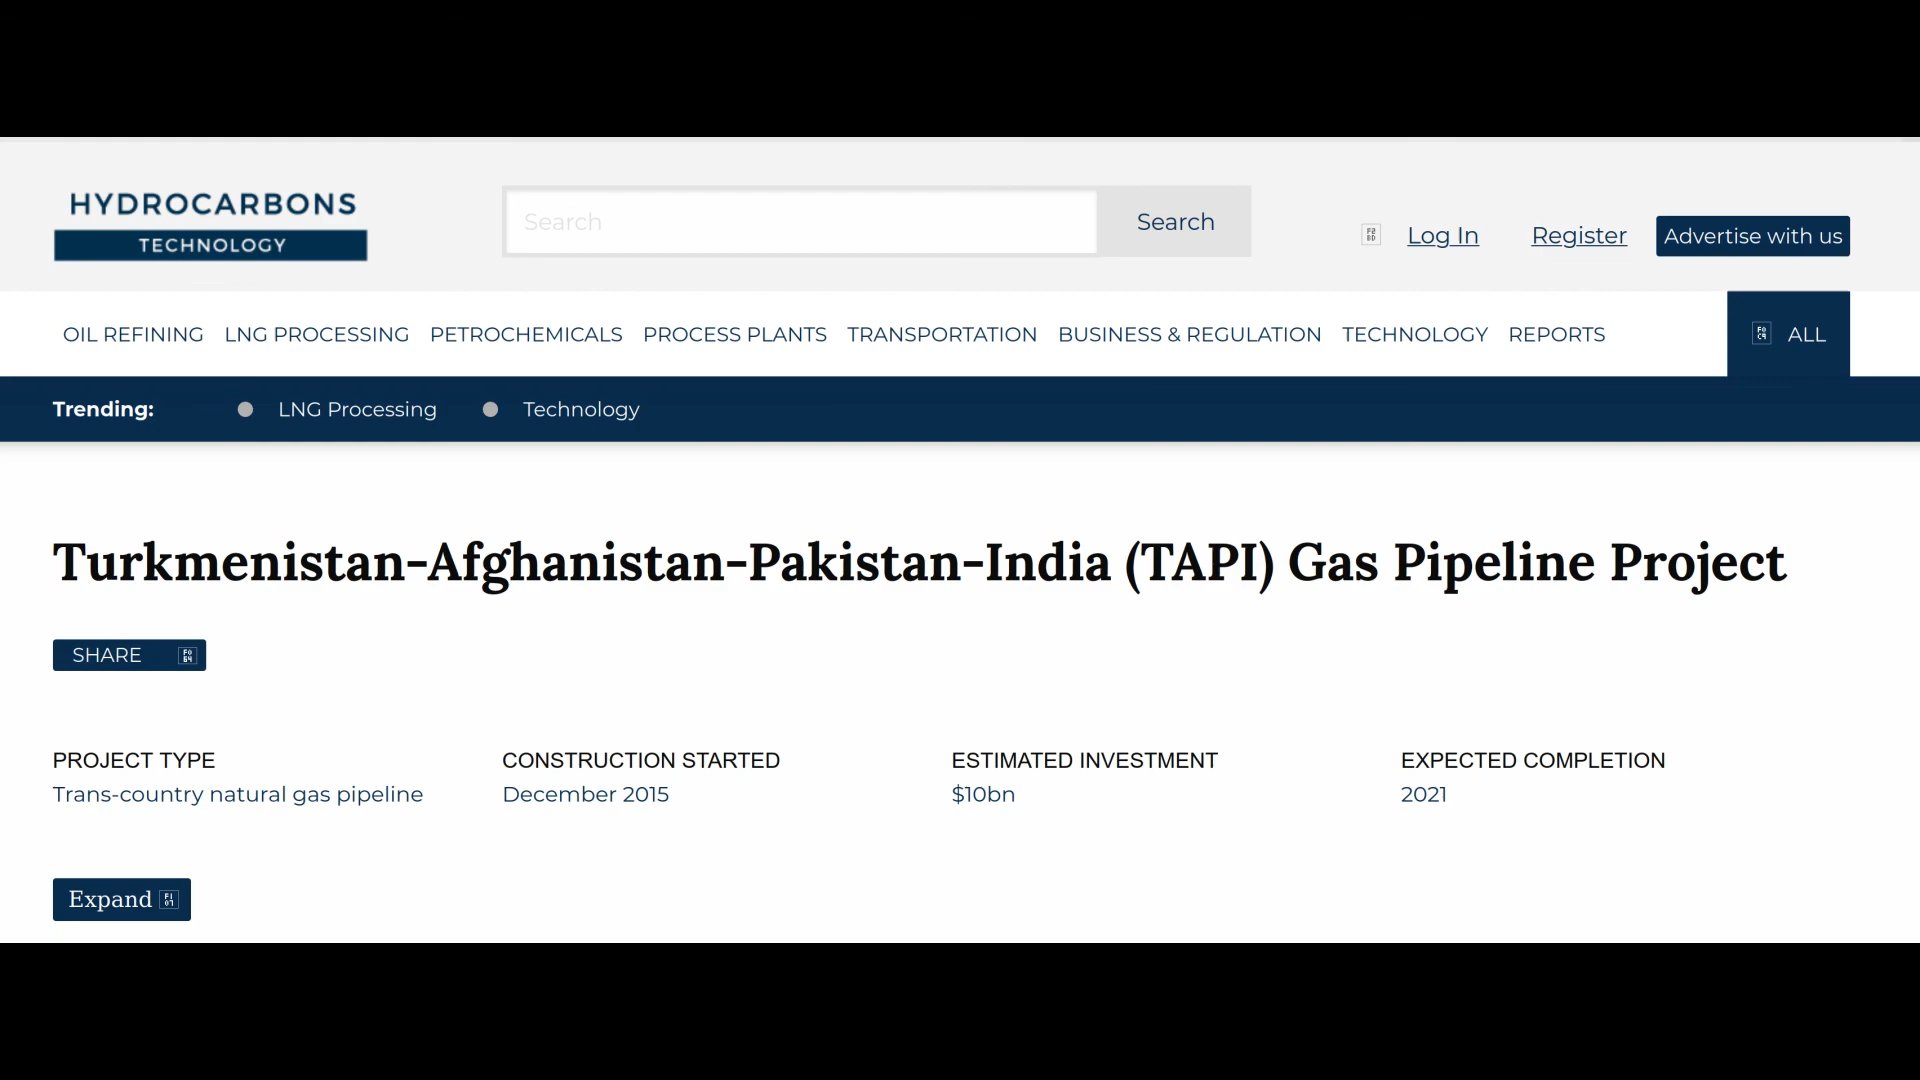 HYDROCARBONS
TECHNOLOGY
Search
Search
Log In
Register
Advertise with us
OIL REFINING LNG PROCESSING PETROCHEMICALS PROCESS PLANTS TRANSPORTATION BUSINESS & REGULATION TECHNOLOGY REPORTS
ALL
Trending:
LNG Processing
Technology
Turkmenistan-Afghanistan-Pakistan-India (TAPI) Gas Pipeline Project
SHARE
PROJECT TYPE
Trans-country natural gas pipeline
CONSTRUCTION STARTED
December 2015
ESTIMATED INVESTMENT
$10bn
EXPECTED COMPLETION
2021
Expand